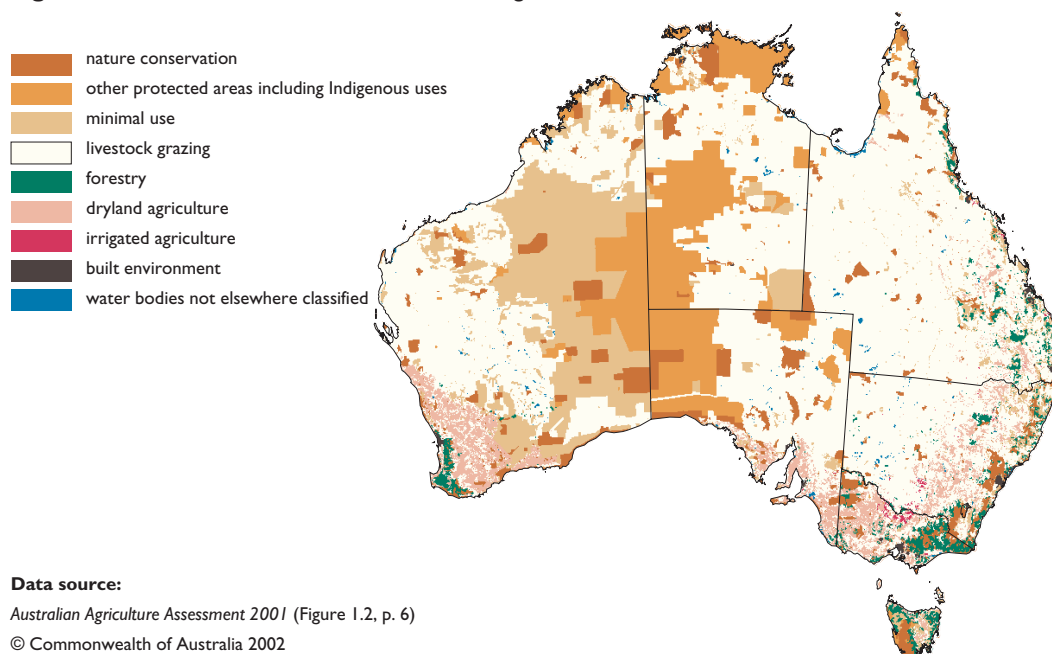 nature conservation
other protected areas including Indigenous uses
minimal use
livestock grazing
forestry
dryland agriculture
irrigated agriculture
built environment
water bodies not elsewhere classified
Data source:
Australian Agriculture Assessment 2001 (Figure 1.2, p. 6)
© Commonwealth of Australia 2002